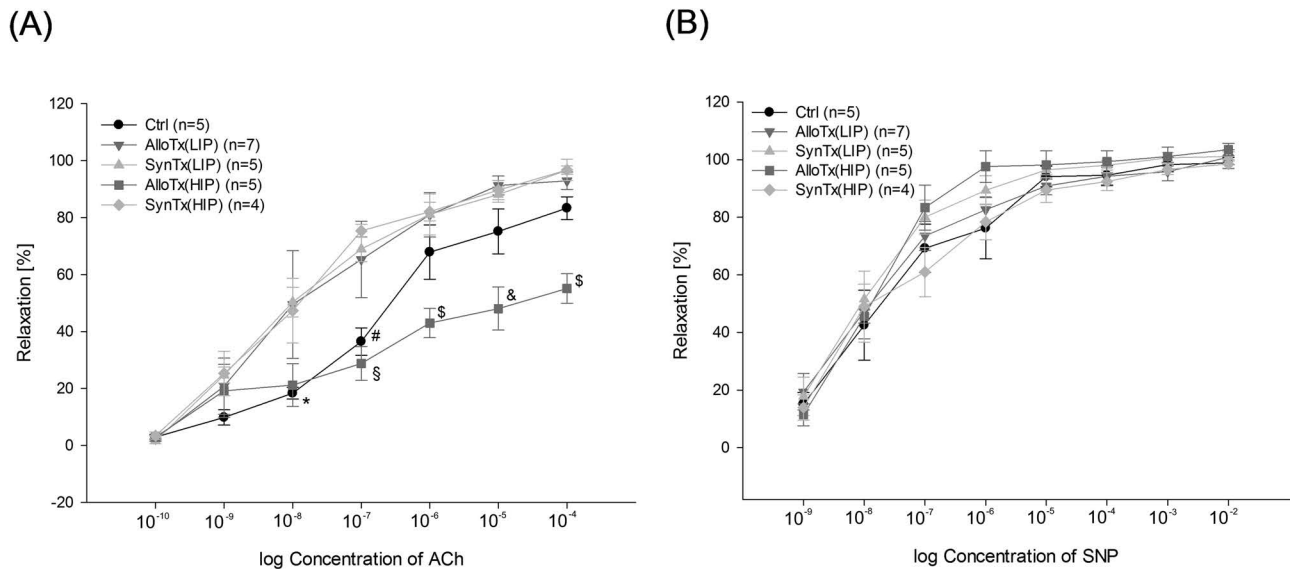 (A)
120
100
80
60
40
20
0
-20
Relaxation [%]
Ctrl (n=5)
AlloTx(LIP) (n=7)
SynTx(LIP) (n=5)
AlloTx(HIP) (n=5)
SynTx(HIP) (n=4)
*
#
§
$
&
$
10⁻¹⁰ 10⁻⁹ 10⁻⁸ 10⁻⁷ 10⁻⁶ 10⁻⁵ 10⁻⁴
log Concentration of ACh
(B)
120
100
80
60
40
20
0
Relaxation [%]
Ctrl (n=5)
AlloTx(LIP) (n=7)
SynTx(LIP) (n=5)
AlloTx(HIP) (n=5)
SynTx(HIP) (n=4)
10⁻⁹ 10⁻⁸ 10⁻⁷ 10⁻⁶ 10⁻⁵ 10⁻⁴ 10⁻³ 10⁻²
log Concentration of SNP